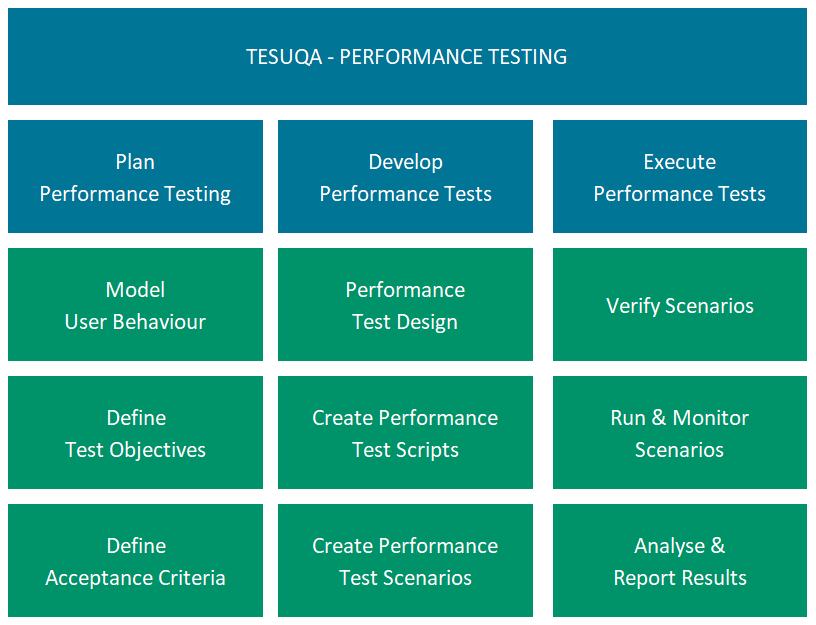 TESUQA - PERFORMANCE TESTING
Plan
Performance Testing
Develop
Performance Tests
Execute
Performance Tests
Model
User Behaviour
Performance
Test Design
Verify Scenarios
Define
Test Objectives
Create Performance
Test Scripts
Run & Monitor
Scenarios
Define
Acceptance Criteria
Create Performance
Test Scenarios
Analyse &
Report Results